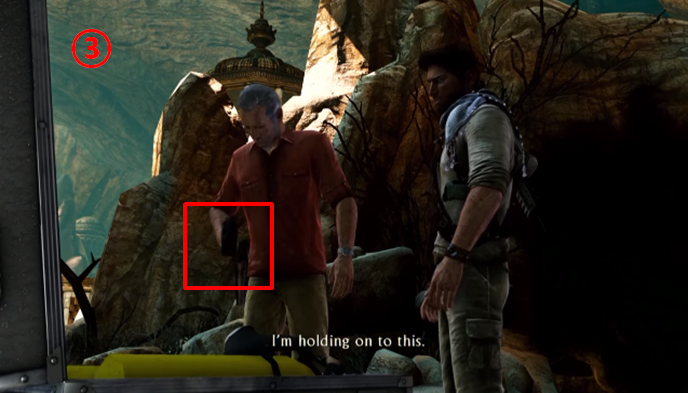 ③
I'm holding on to this.